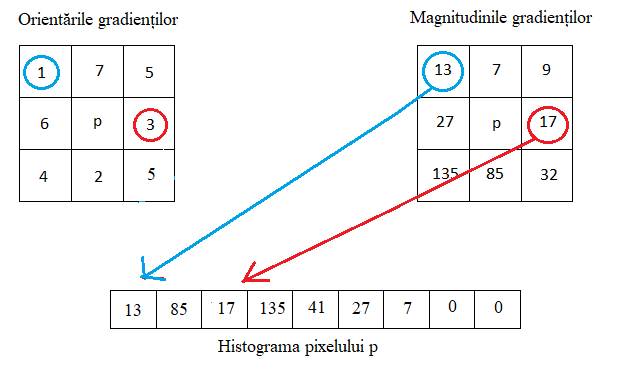 Orientările gradienților
Magnitudinile gradienților
1 7 5
13 7 9
6 p 3
27 p 17
4 2 5
135 85 32
13 85 17 135 41 27 7 0 0
Histograma pixelului p